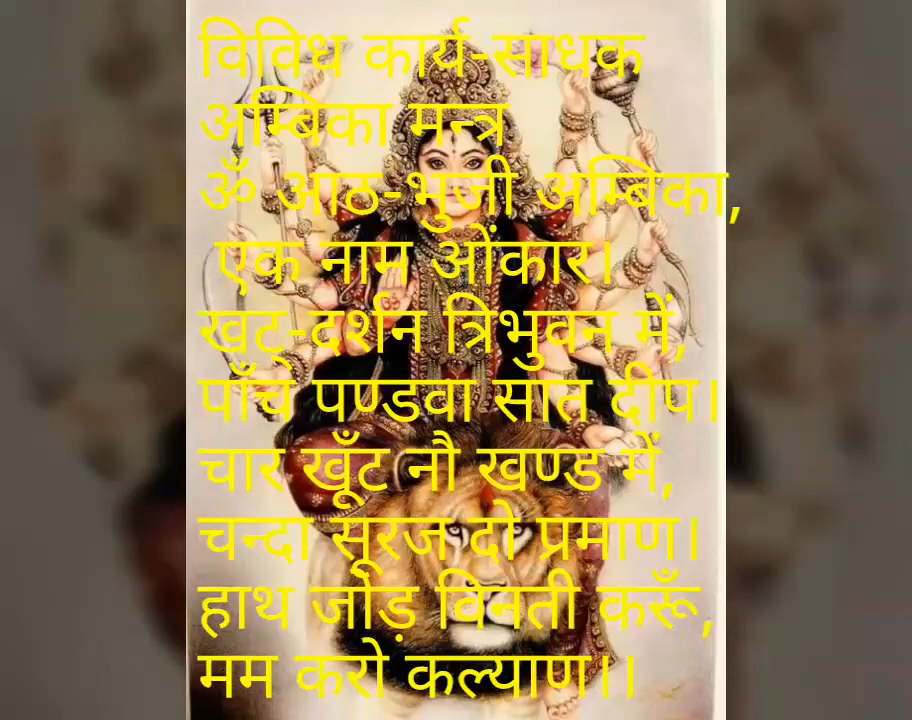 विविध कार्य-साधक
अम्बिका मन्त्र
ॐ आठ-भुजी अम्बिका,
एक नाम ओंकार।
खट्-दर्शन त्रिभुवन में,
पाँच पण्डवा सात दीप।
चार खूँट नौ खण्ड में,
चन्दा सूरज दो प्रमाण।
हाथ जोड़ विनती करूँ,
मम करो कल्याण।।